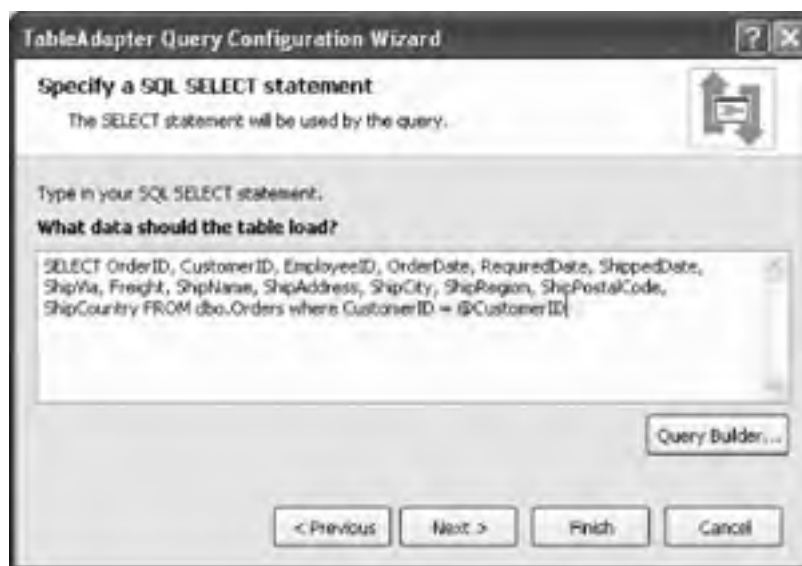 TableAdapter Query Configuration Wizard
Specify a SQL SELECT statement
The SELECT statement will be used by the query.
Type in your SQL SELECT statement.
What data should the table load?
SELECT OrderID, CustomerID, EmployeeID, OrderDate, RequiredDate, ShippedDate,
ShipVia, Freight, ShipName, ShipAddress, ShipCity, ShipRegion, ShipPostalCode,
ShipCountry FROM dbo.Orders where CustomerID = @CustomerID
Query Builder...
< Previous
Next >
Finish
Cancel